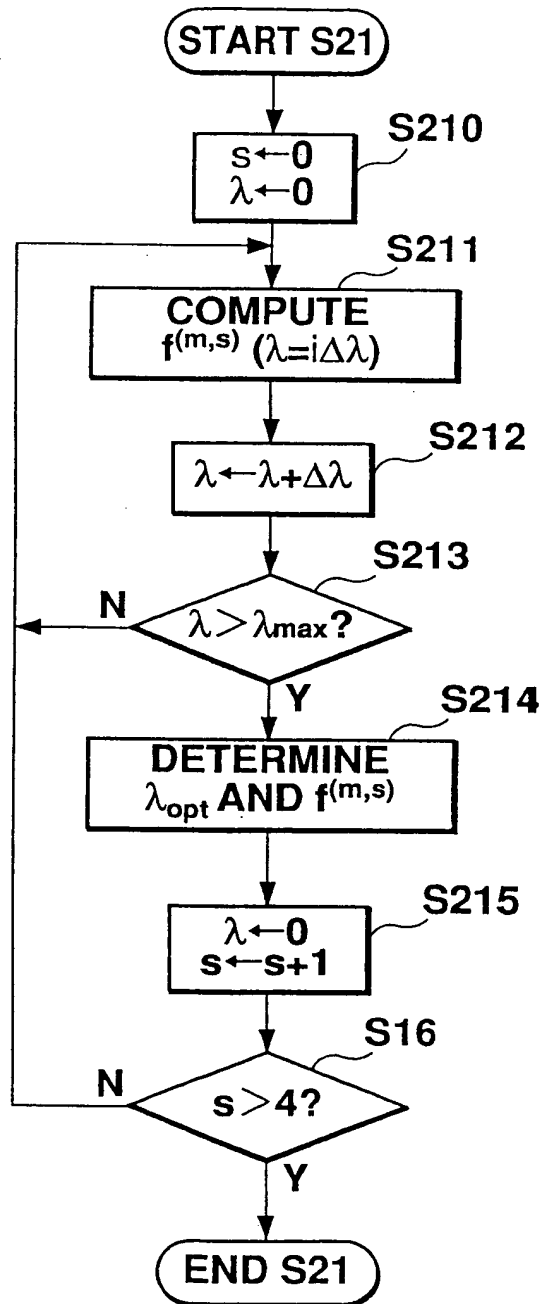 START S21
S210
s←0
λ←0
S211
COMPUTE
f(m,s) (λ=iΔλ)
S212
λ←λ+Δλ
S213
N
λ>λmax?
Y
S214
DETERMINE
λopt AND f(m,s)
S215
λ←0
s←s+1
S16
N
s>4?
Y
END S21